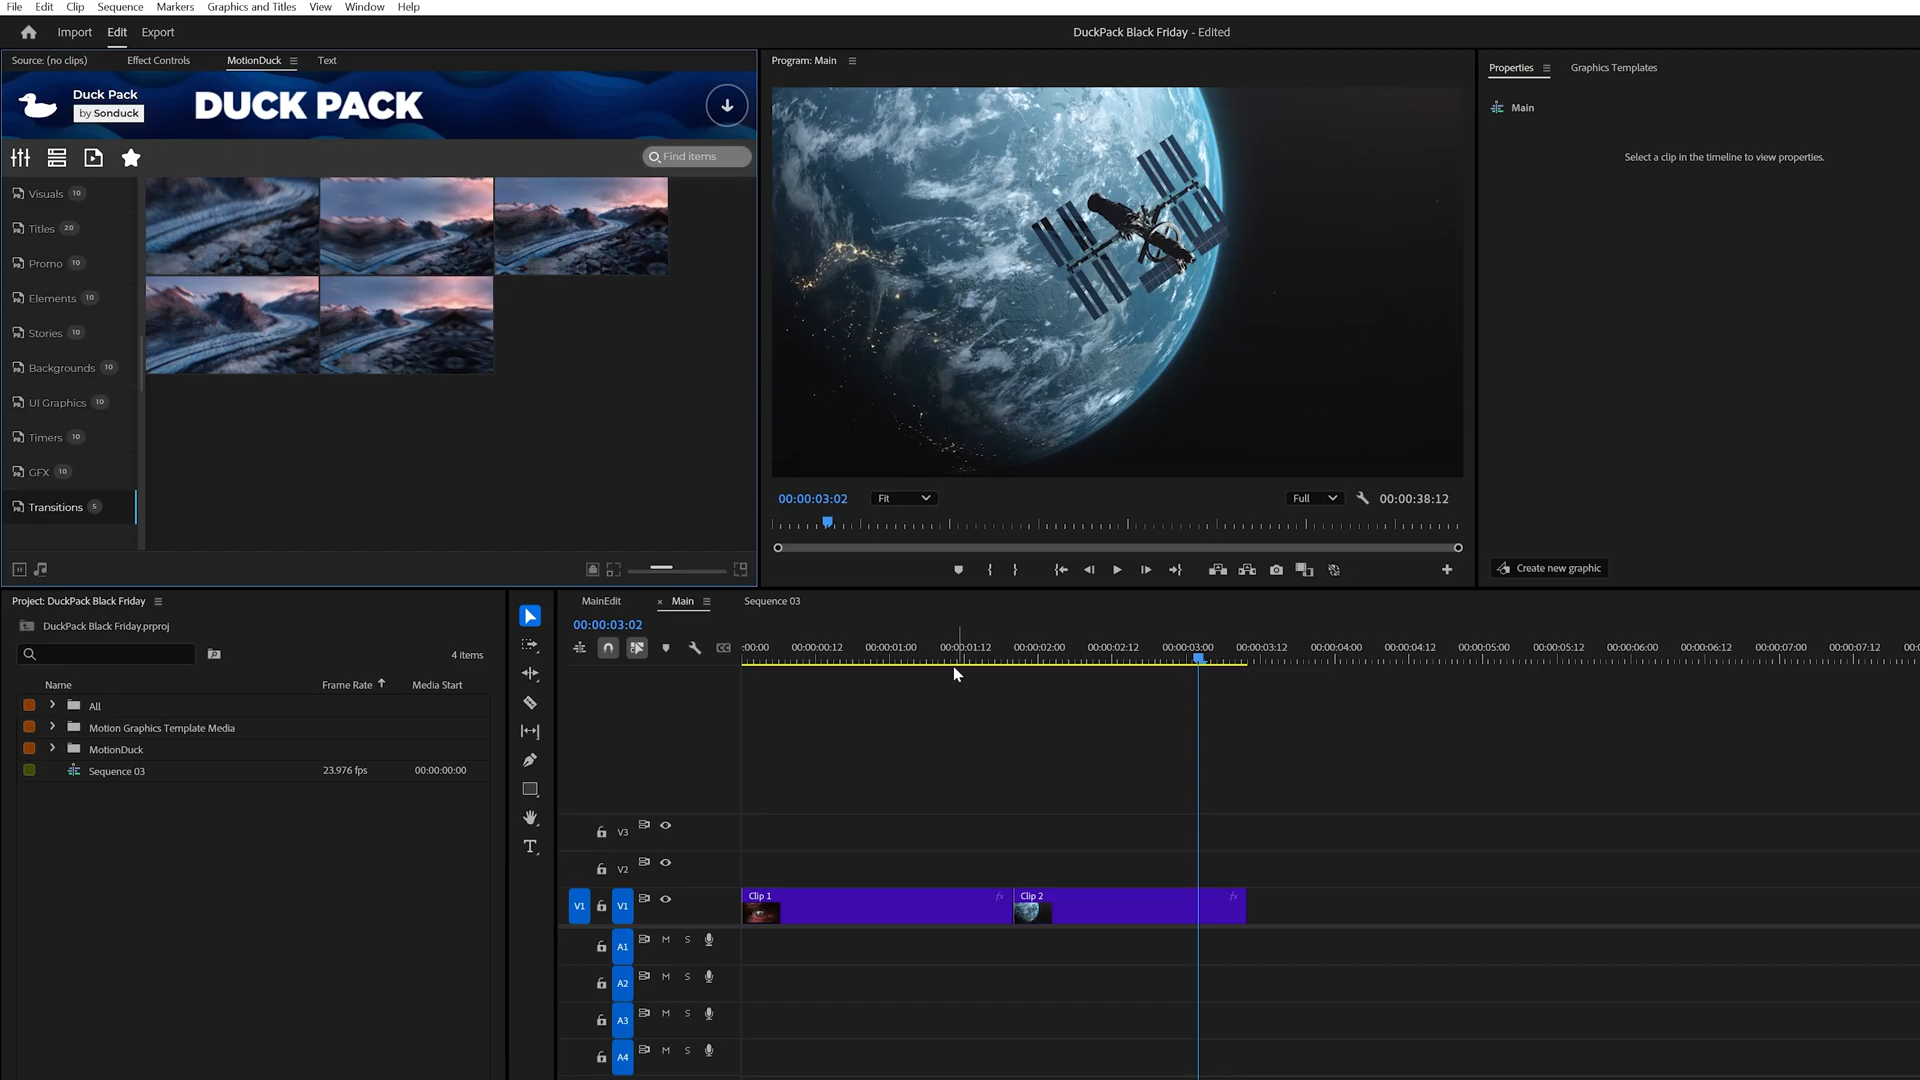 File Edit Clip Sequence Markers Graphics and Titles View Window Help
Import Edit Export
DuckPack Black Friday - Edited
Source: (no clips) Effect Controls MotionDuck Text
Duck Pack
by Sonduck
DUCK PACK
Find items
Visuals 10
Titles 20
Promo 10
Elements 10
Stories 10
Backgrounds 10
UI Graphics 10
Timers 10
GFX 10
Transitions 5
Program: Main
00:00:03:02 Fit Full 00:00:38:12
Properties Graphics Templates
Main
Select a clip in the timeline to view properties.
Create new graphic
Project: DuckPack Black Friday
DuckPack Black Friday.prproj
4 items
Name Frame Rate Media Start
All
Motion Graphics Template Media
MotionDuck
Sequence 03 23.976 fps 00:00:00:00
MainEdit × Main Sequence 03
00:00:03:02
:00:00 00:00:00:12 00:00:01:00 00:00:01:12 00:00:02:00 00:00:02:12 00:00:03:00 00:00:03:12 00:00:04:00 00:00:04:12 00:00:05:00 00:00:05:12 00:00:06:00 00:00:06:12 00:00:07:00 00:00:07:12 00:0
V3
V2
V1 V1 Clip 1 fx Clip 2 fx
A1 M S
A2 M S
A3 M S
A4 M S